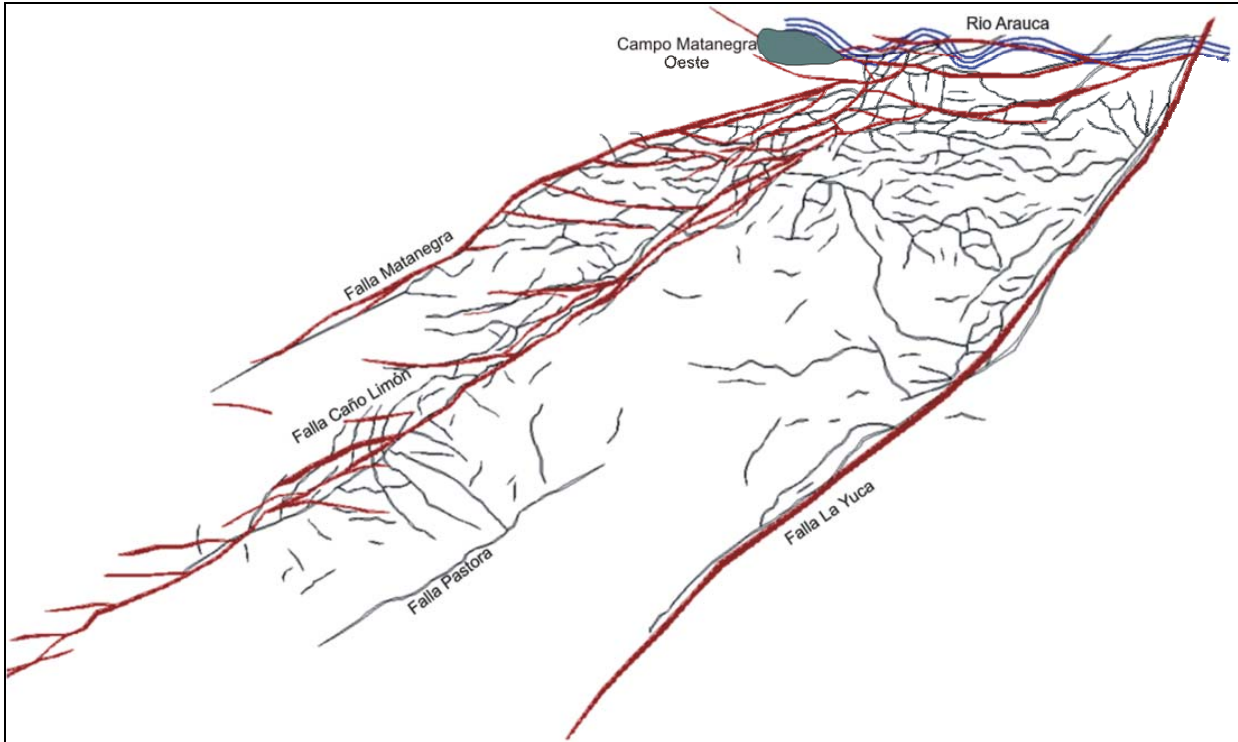 Rio Arauca
Campo Matanegra
Oeste
Falla Matanegra
Falla Caño Limón
Falla Pastora
Falla La Yuca